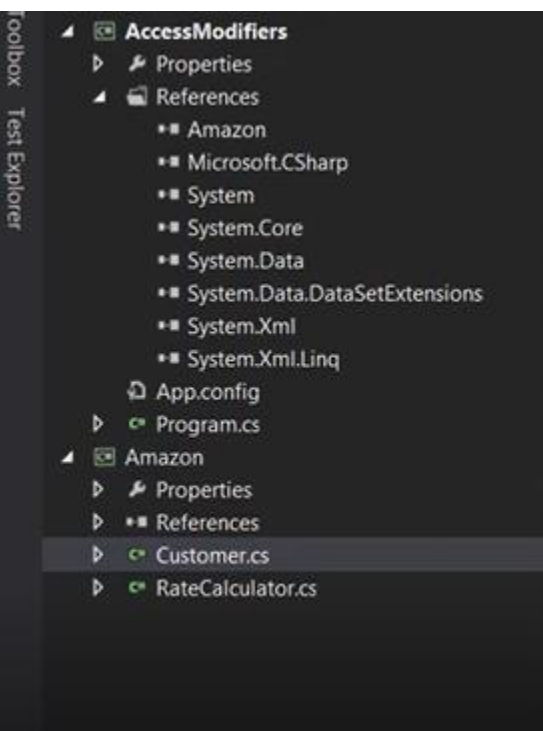 Toolbox
Test Explorer
AccessModifiers
Properties
References
Amazon
Microsoft.CSharp
System
System.Core
System.Data
System.Data.DataSetExtensions
System.Xml
System.Xml.Linq
App.config
C# Program.cs
Amazon
Properties
References
C# Customer.cs
C# RateCalculator.cs